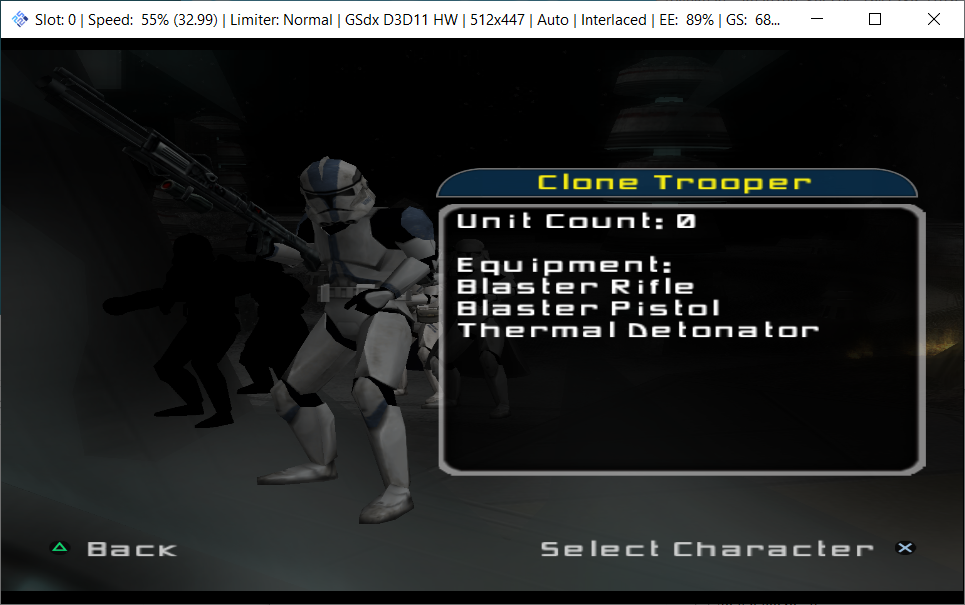 Slot: 0 | Speed: 55% (32.99) | Limiter: Normal | GSdx D3D11 HW | 512x447 | Auto | Interlaced | EE: 89% | GS: 68...
Clone Trooper
Unit Count: 0
Equipment:
Blaster Rifle
Blaster Pistol
Thermal Detonator
Back
Select Character